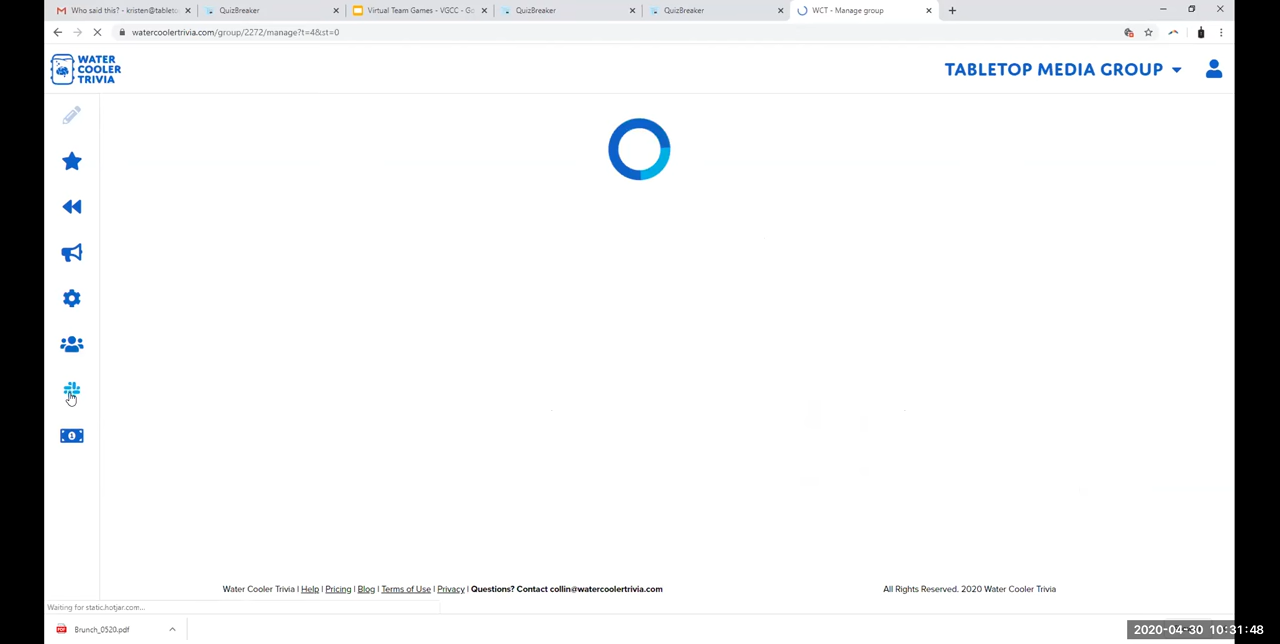 Who said this? - kristen@tableto
QuizBreaker
Virtual Team Games - VGCC - Go
QuizBreaker
QuizBreaker
WCT - Manage group
watercoolertrivia.com/group/2272/manage?t=4&st=0
WATER
COOLER
TRIVIA
TABLETOP MEDIA GROUP
Water Cooler Trivia | Help | Pricing | Blog | Terms of Use | Privacy | Questions? Contact collin@watercoolertrivia.com
All Rights Reserved. 2020 Water Cooler Trivia
Waiting for static.hotjar.com...
Brunch_0520.pdf
2020-04-30 10:31:48